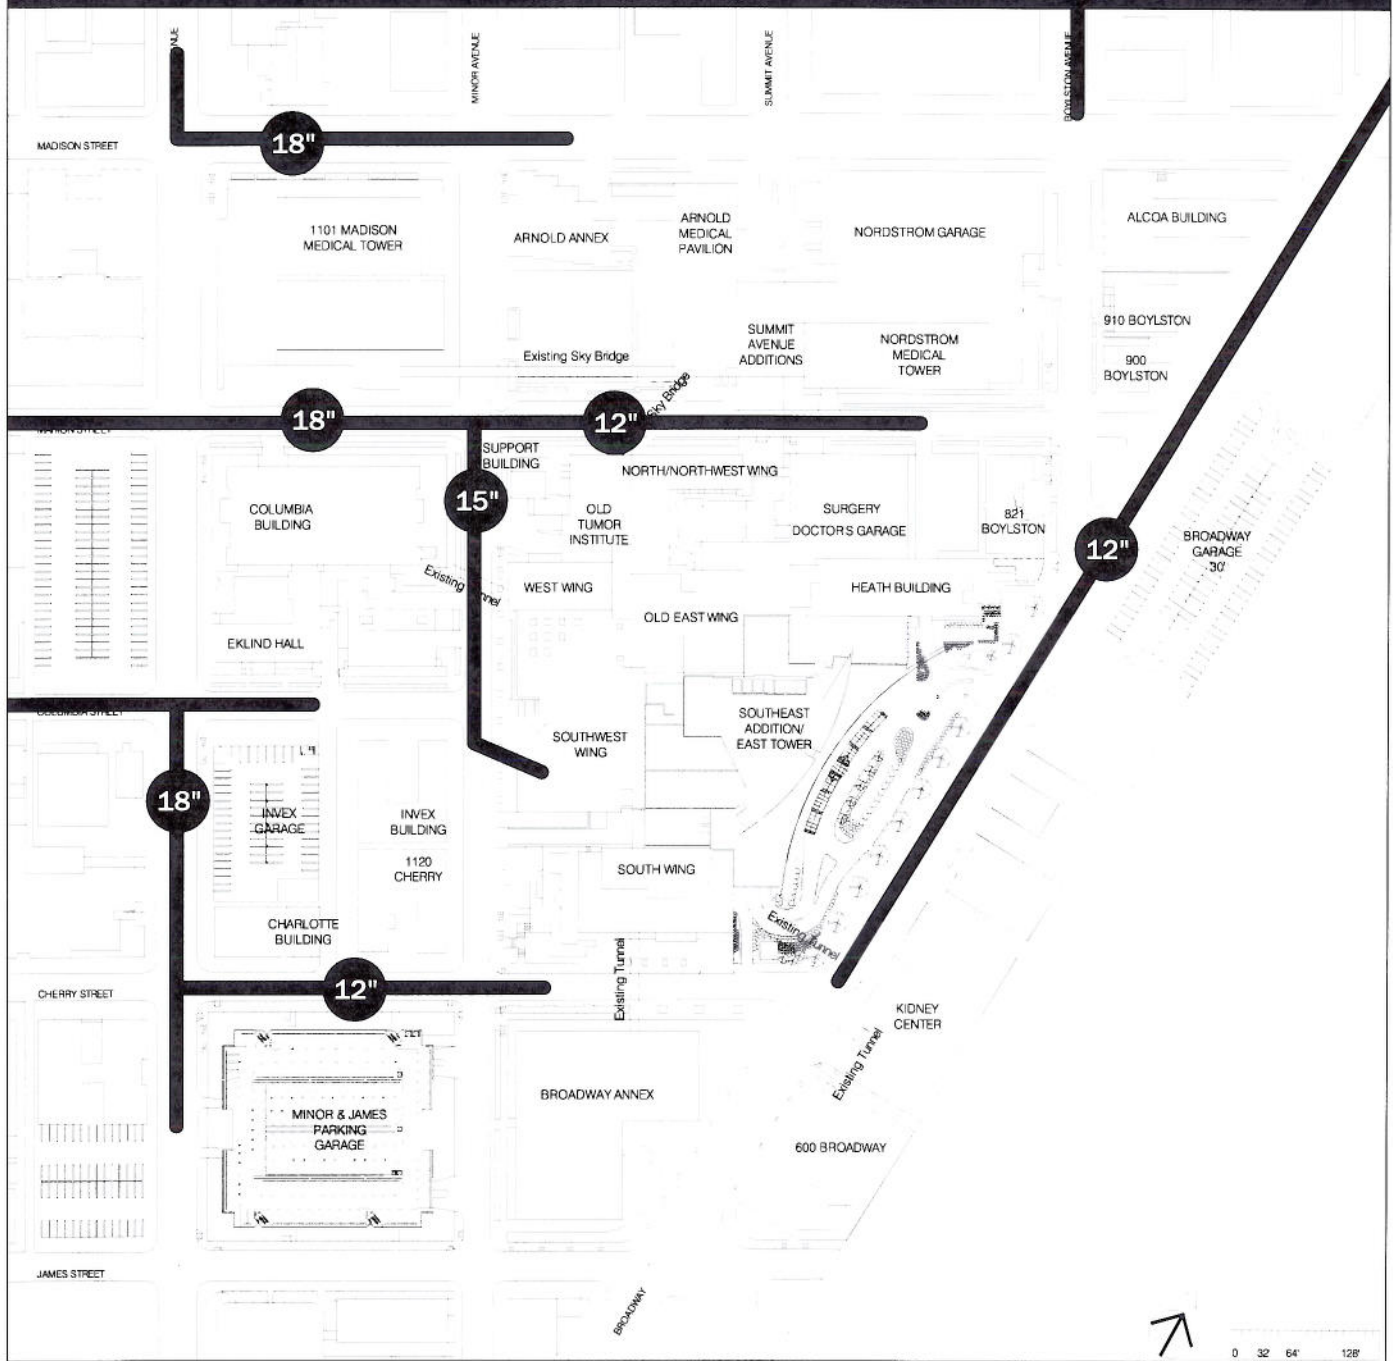 NUE
MINOR AVENUE
SUMMIT AVENUE
BOYLSTON AVENUE
MADISON STREET
18"
1101 MADISON
MEDICAL TOWER
ARNOLD ANNEX
ARNOLD
MEDICAL
PAVILION
NORDSTROM GARAGE
ALCOA BUILDING
910 BOYLSTON
900
BOYLSTON
SUMMIT
AVENUE
ADDITIONS
NORDSTROM
MEDICAL
TOWER
Existing Sky Bridge
Sky Bridge
18"
12"
MARION STREET
SUPPORT
BUILDING
NORTH/NORTHWEST WING
15"
COLUMBIA
BUILDING
OLD
TUMOR
INSTITUTE
SURGERY
DOCTOR'S GARAGE
821
BOYLSTON
12"
BROADWAY
GARAGE
30'
Existing Tunnel
WEST WING
HEATH BUILDING
OLD EAST WING
EKLIND HALL
COLUMBIA STREET
SOUTHWEST
WING
SOUTHEAST
ADDITION/
EAST TOWER
18"
INVEX
GARAGE
INVEX
BUILDING
1120
CHERRY
SOUTH WING
CHARLOTTE
BUILDING
Existing Tunnel
Existing Tunnel
12"
CHERRY STREET
KIDNEY
CENTER
Existing Tunnel
BROADWAY ANNEX
MINOR & JAMES
PARKING
GARAGE
600 BROADWAY
JAMES STREET
BROADWAY
0 32 64' 128'